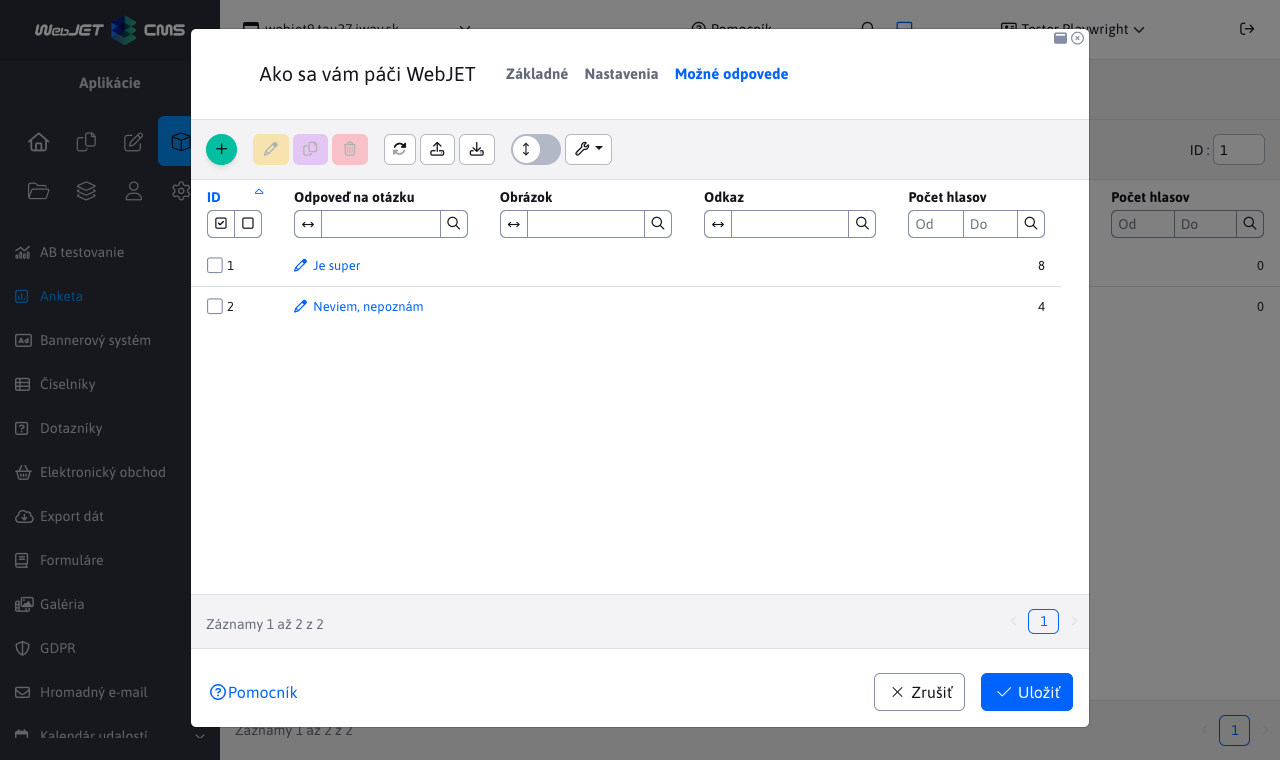 WebJET CMS
webjet9.tau27.iway.sk
Pomocník
Tester Playwright
Aplikácie
ID :
1
AB testovanie
Anketa
Bannerový systém
Číselníky
Dotazníky
Elektronický obchod
Export dát
Formuláre
Galéria
GDPR
Hromadný e-mail
Kalendár udalostí
Ako sa vám páči WebJET
Základné
Nastavenia
Možné odpovede
ID
Odpoveď na otázku
Obrázok
Odkaz
Počet hlasov
Od
Do
1
Je super
8
2
Neviem, nepoznám
4
Záznamy 1 až 2 z 2
1
Pomocník
Zrušiť
Uložiť
Počet hlasov
Od
Do
0
0
Záznamy 1 až 2 z 2
1